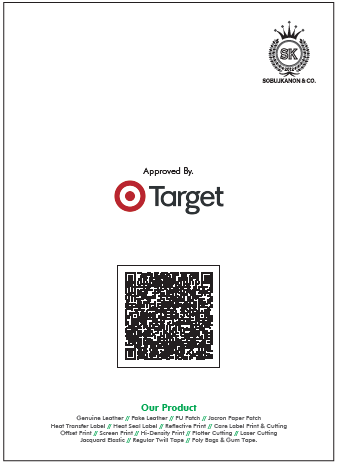 SK
2012
SOBUJKANON & CO.
Approved By.
Target
Our Product
Genuine Leather // Fake Leather // PU Patch // Jacron Paper Patch
Heat Transfer Label // Heat Seal Label // Reflective Print // Care Label Print & Cutting
Offset Print // Screen Print // Hi-Density Print // Plotter Cutting // Laser Cutting
Jacquard Elastic // Regular Twill Tape // Poly Bags & Gum Tape.